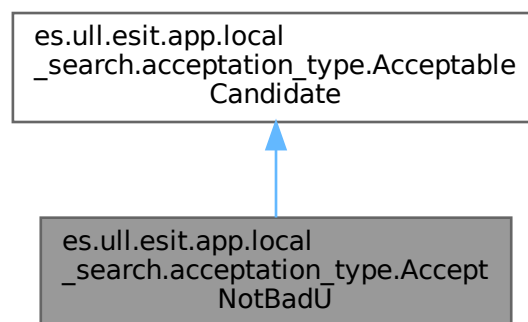 es.ull.esit.app.local
_search.acceptation_type.Acceptable
Candidate
es.ull.esit.app.local
_search.acceptation_type.Accept
NotBadU